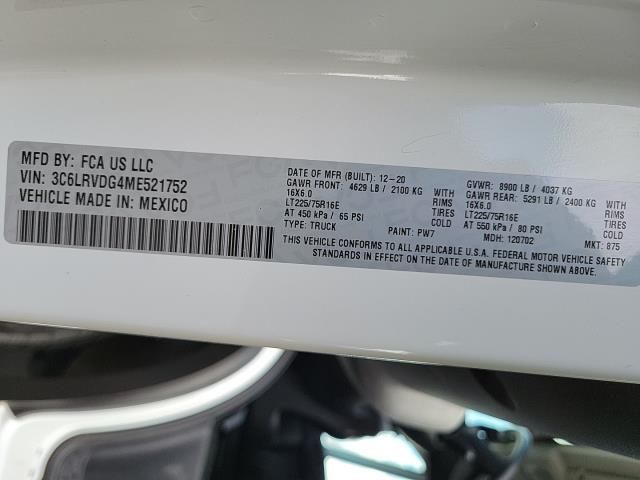 MFD BY: FCA US LLC
VIN: 3C6LRVDG4ME521752
VEHICLE MADE IN: MEXICO
DATE OF MFR (BUILT): 12-20
GAWR FRONT: 4629 LB / 2100 KG
16X6.0 RIMS
LT225/75R16E TIRES
AT 450 kPa / 65 PSI COLD
TYPE: TRUCK PAINT: PW7
GVWR: 8900 LB / 4037 KG
GAWR REAR: 5291 LB / 2400 KG
16X6.0 RIMS
LT225/75R16E TIRES
AT 550 kPa / 80 PSI COLD
MDH: 120702 MKT: 875
THIS VEHICLE CONFORMS TO ALL APPLICABLE U.S.A. FEDERAL MOTOR VEHICLE SAFETY
STANDARDS IN EFFECT ON THE DATE OF MANUFACTURE SHOWN ABOVE.